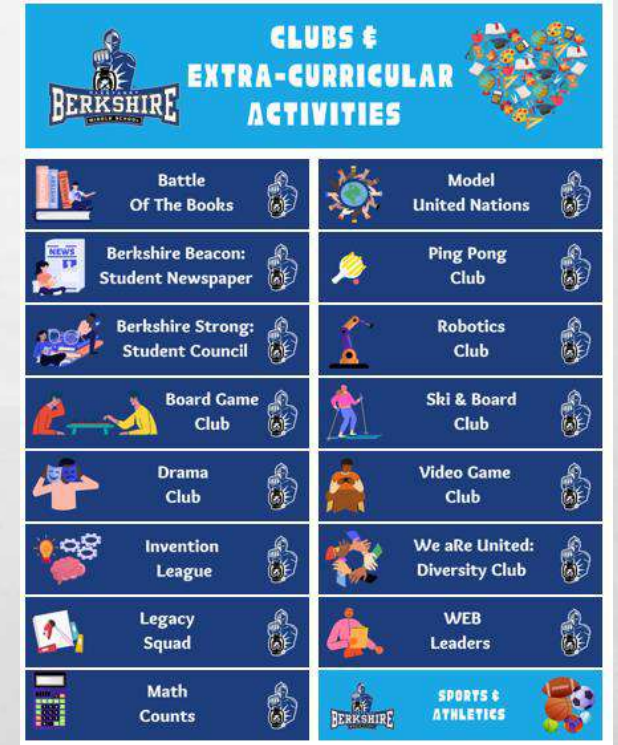 CLUBS &
EXTRA-CURRICULAR
ACTIVITIES
BERKSHIRE
MIDDLE SCHOOL
Battle
Of The Books
Model
United Nations
NEWS
Berkshire Beacon:
Student Newspaper
Ping Pong
Club
Berkshire Strong:
Student Council
Robotics
Club
Board Game
Club
Ski & Board
Club
Drama
Club
Video Game
Club
Invention
League
We aRe United:
Diversity Club
Legacy
Squad
WEB
Leaders
Math
Counts
BERKSHIRE
SPORTS &
ATHLETICS